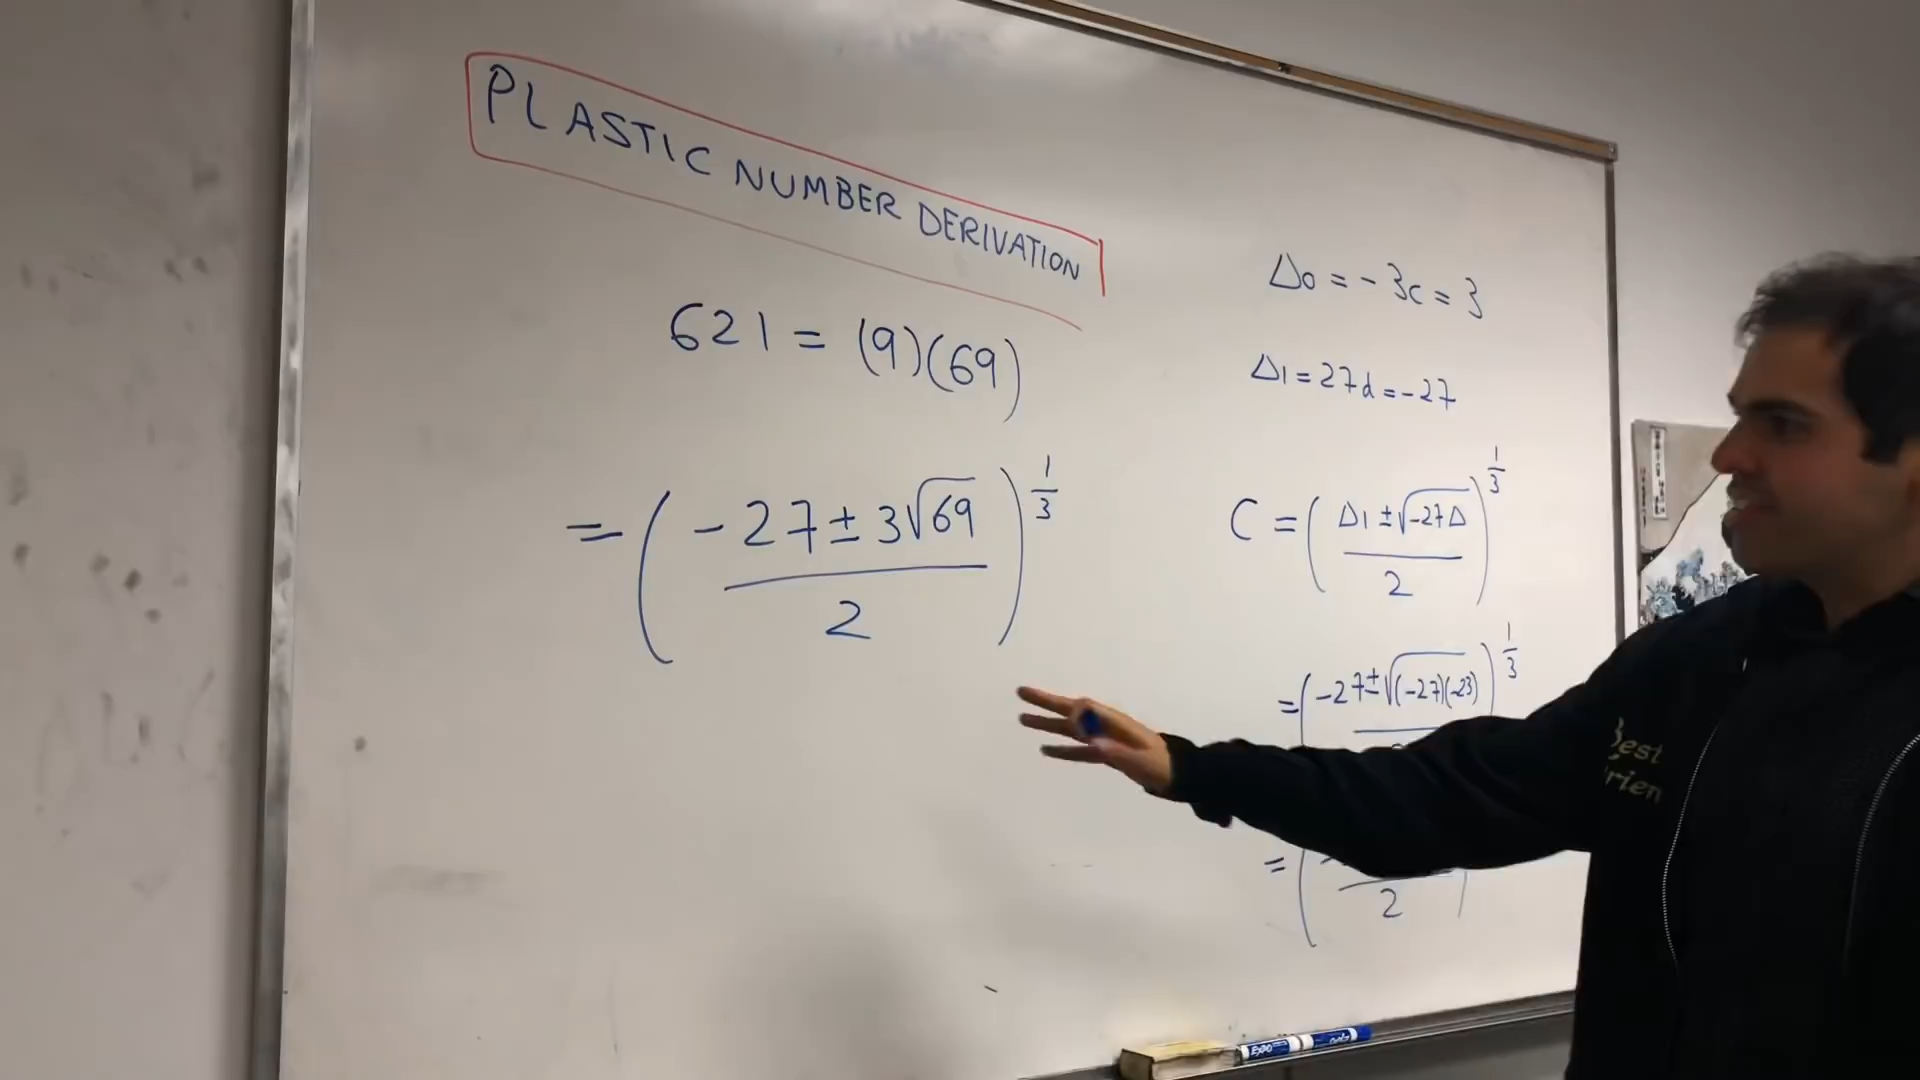 PLASTIC NUMBER DERIVATION
621 = (9)(69)
= ( (-27 ± 3√69) / 2 )^(1/3)
Δ0 = -3c = 3
Δ1 = 27d = -27
C = ( (Δ1 ± √-27Δ) / 2 )^(1/3)
= ( -27 ± √(-27)(-23) )^(1/3)
=
2
EXPO